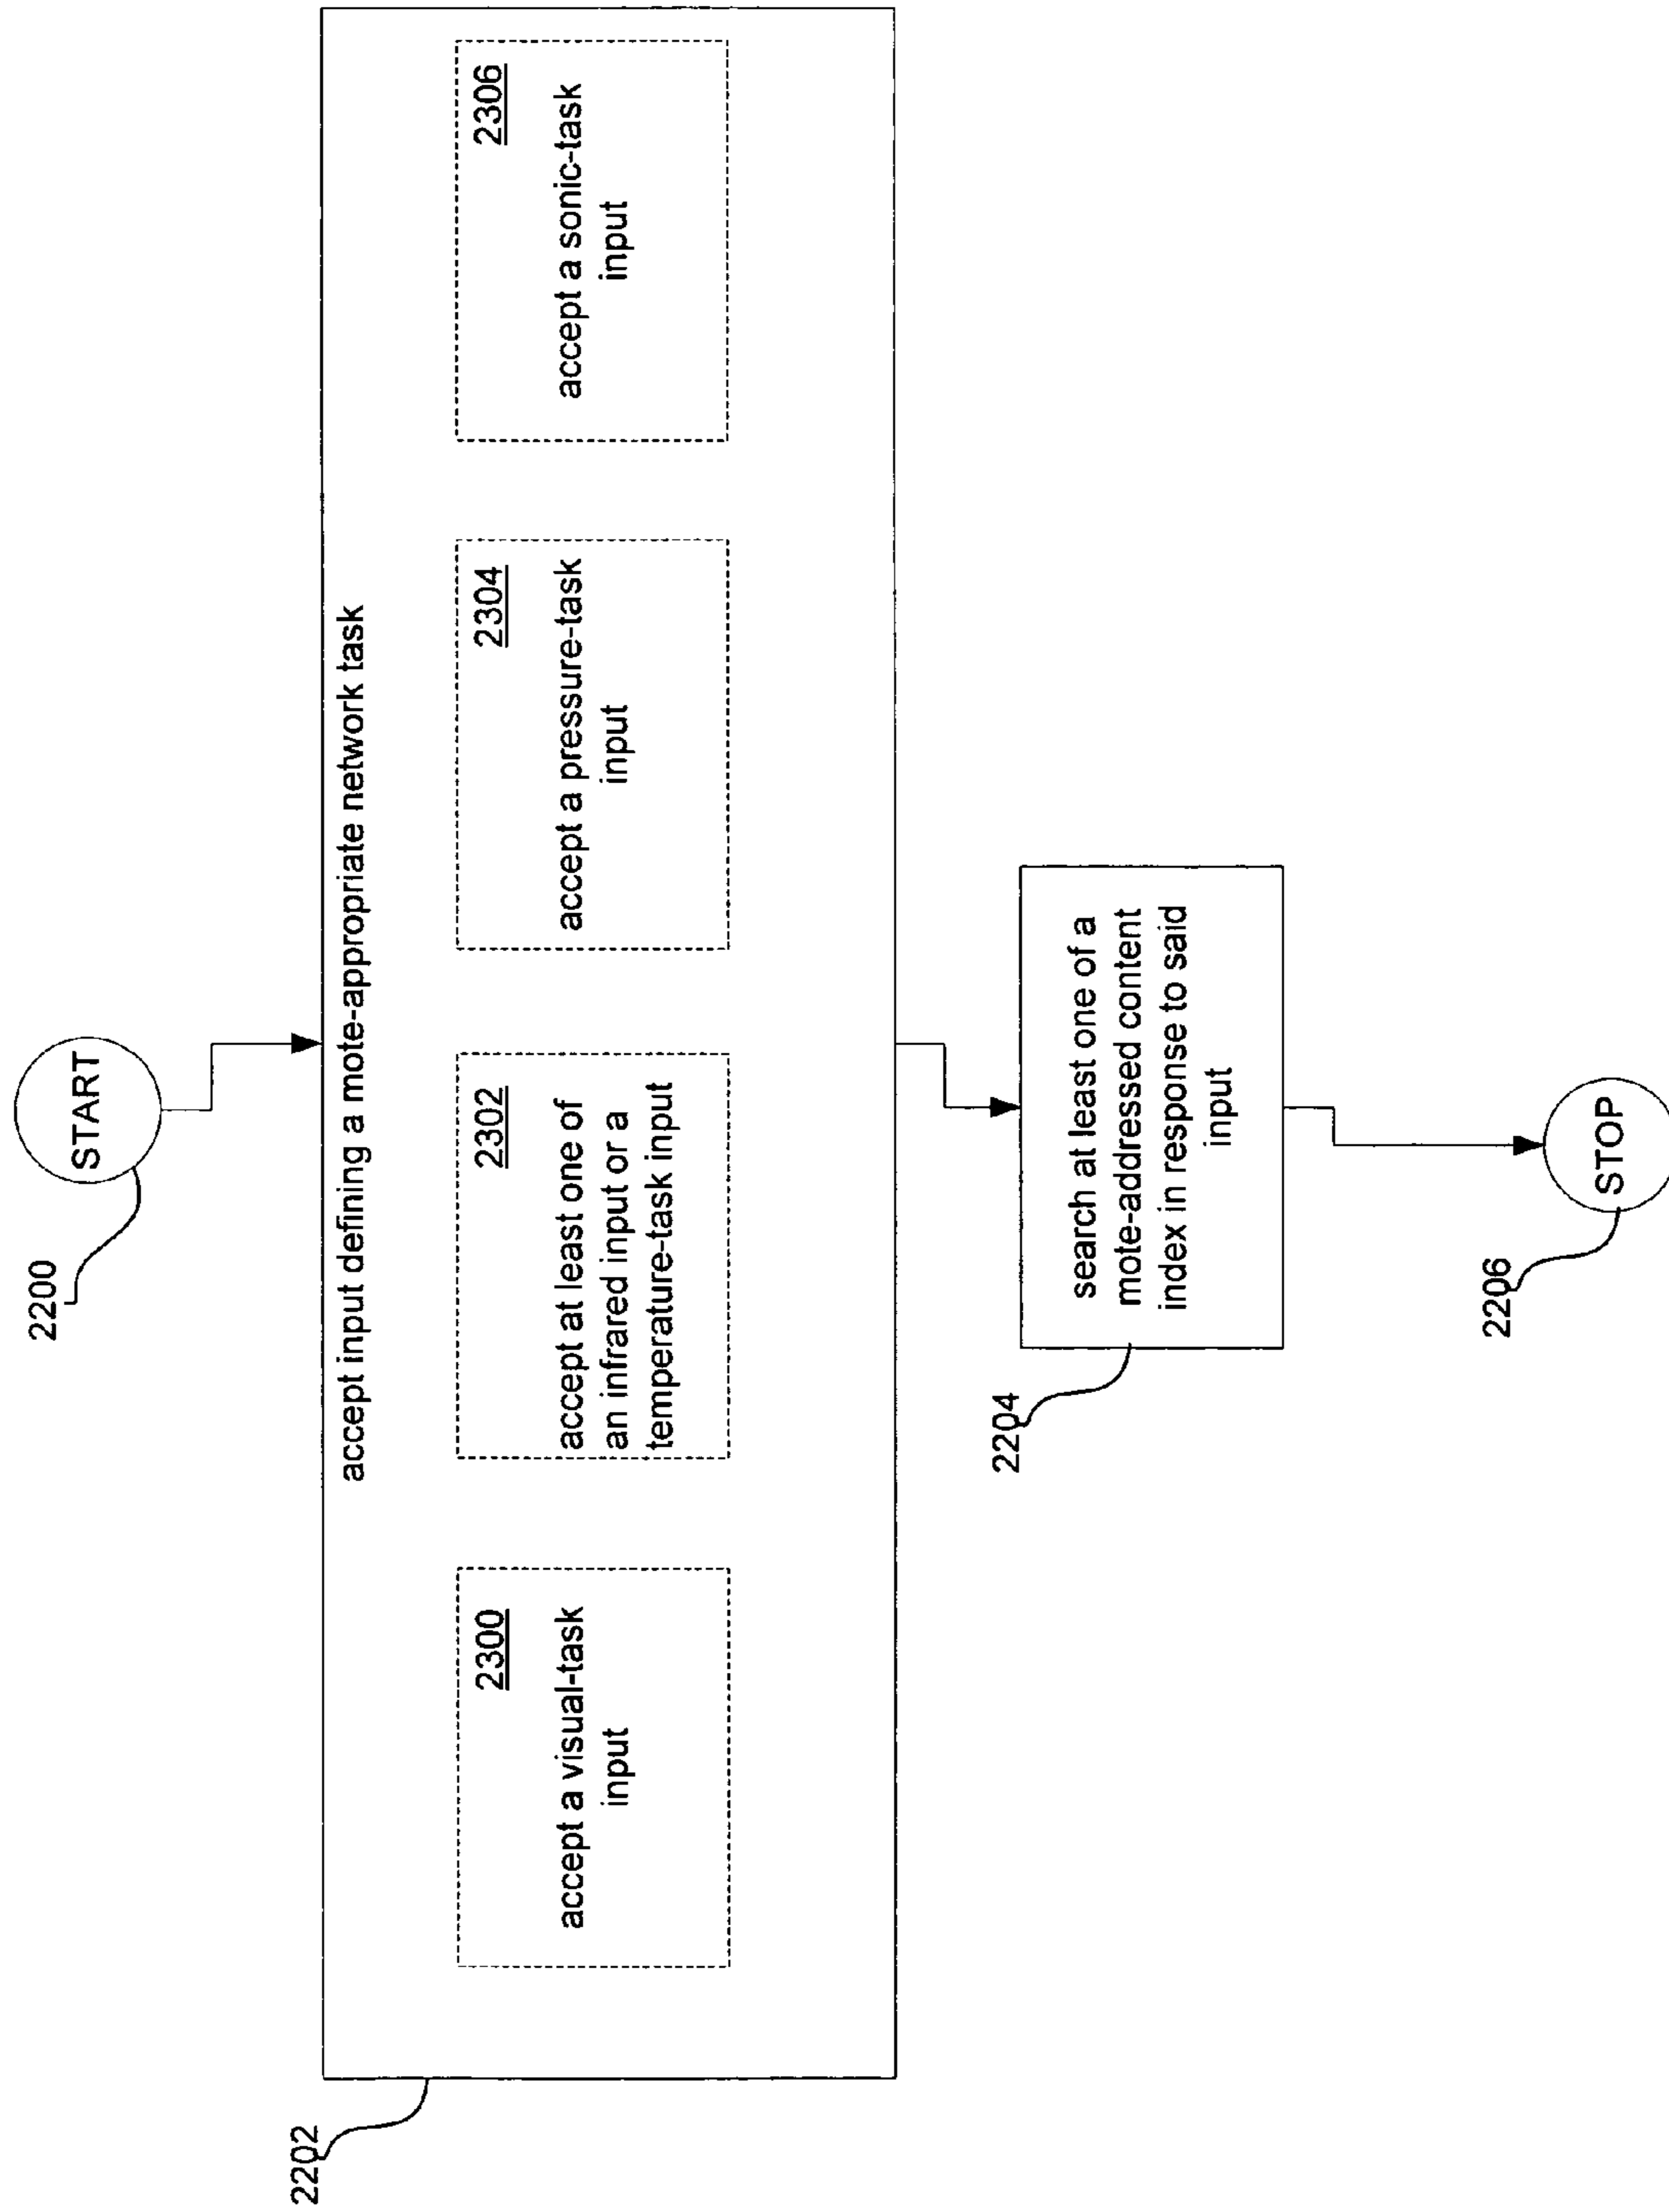 2200
START
2202
accept input defining a mote-appropriate network task
2300
accept a visual-task
input
2302
accept at least one of
an infrared input or a
temperature-task input
2304
accept a pressure-task
input
2306
accept a sonic-task
input
2204
search at least one of a
mote-addressed content
index in response to said
input
2206
STOP